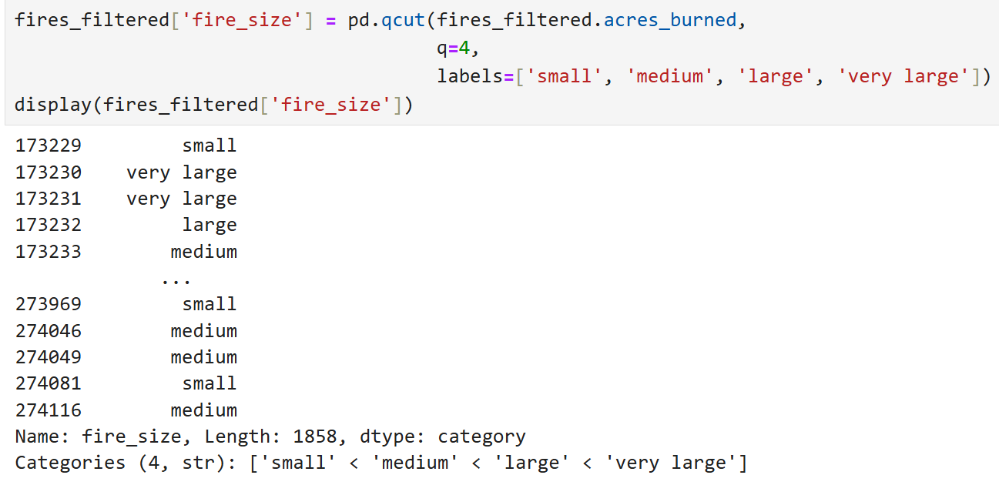 fires_filtered['fire_size'] = pd.qcut(fires_filtered.acres_burned,
                                      q=4,
                                      labels=['small', 'medium', 'large', 'very large'])
display(fires_filtered['fire_size'])
173229         small
173230    very large
173231    very large
173232         large
173233        medium
             ...
273969         small
274046        medium
274049        medium
274081         small
274116        medium
Name: fire_size, Length: 1858, dtype: category
Categories (4, str): ['small' < 'medium' < 'large' < 'very large']